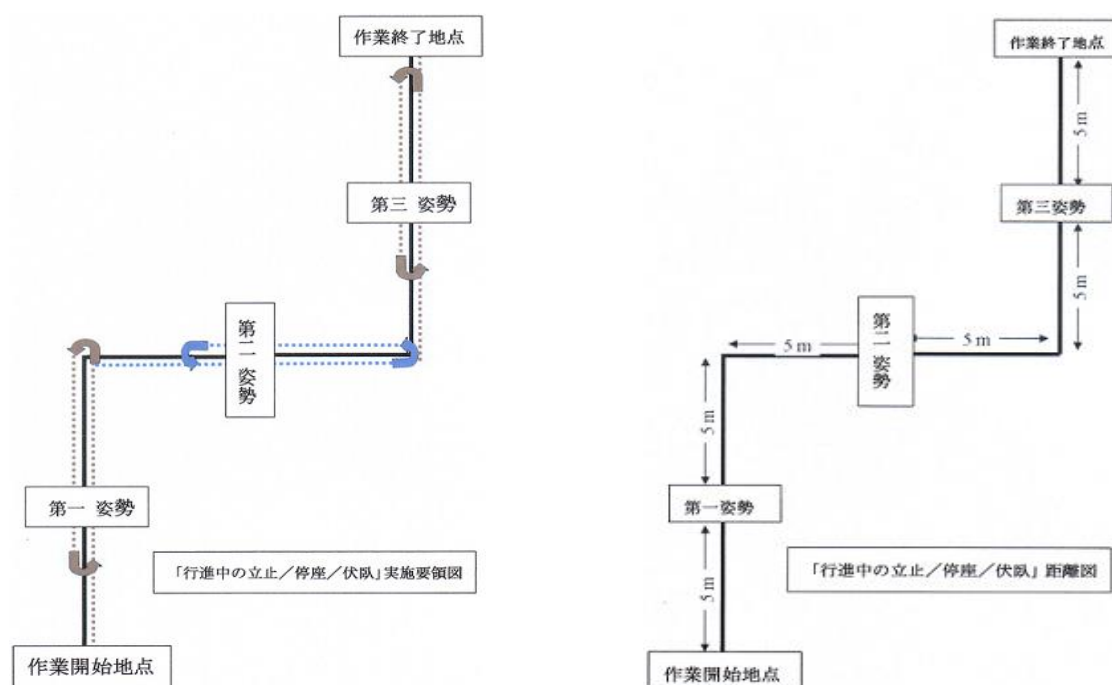 作業終了地点
第三 姿勢
第二 姿勢
第一 姿勢
「行進中の立止／停座／伏臥」実施要領図
作業開始地点
作業終了地点
5 m
第三姿勢
5 m
第二 姿勢
5 m
5 m
5 m
第一姿勢
5 m
「行進中の立止／停座／伏臥」距離図
作業開始地点